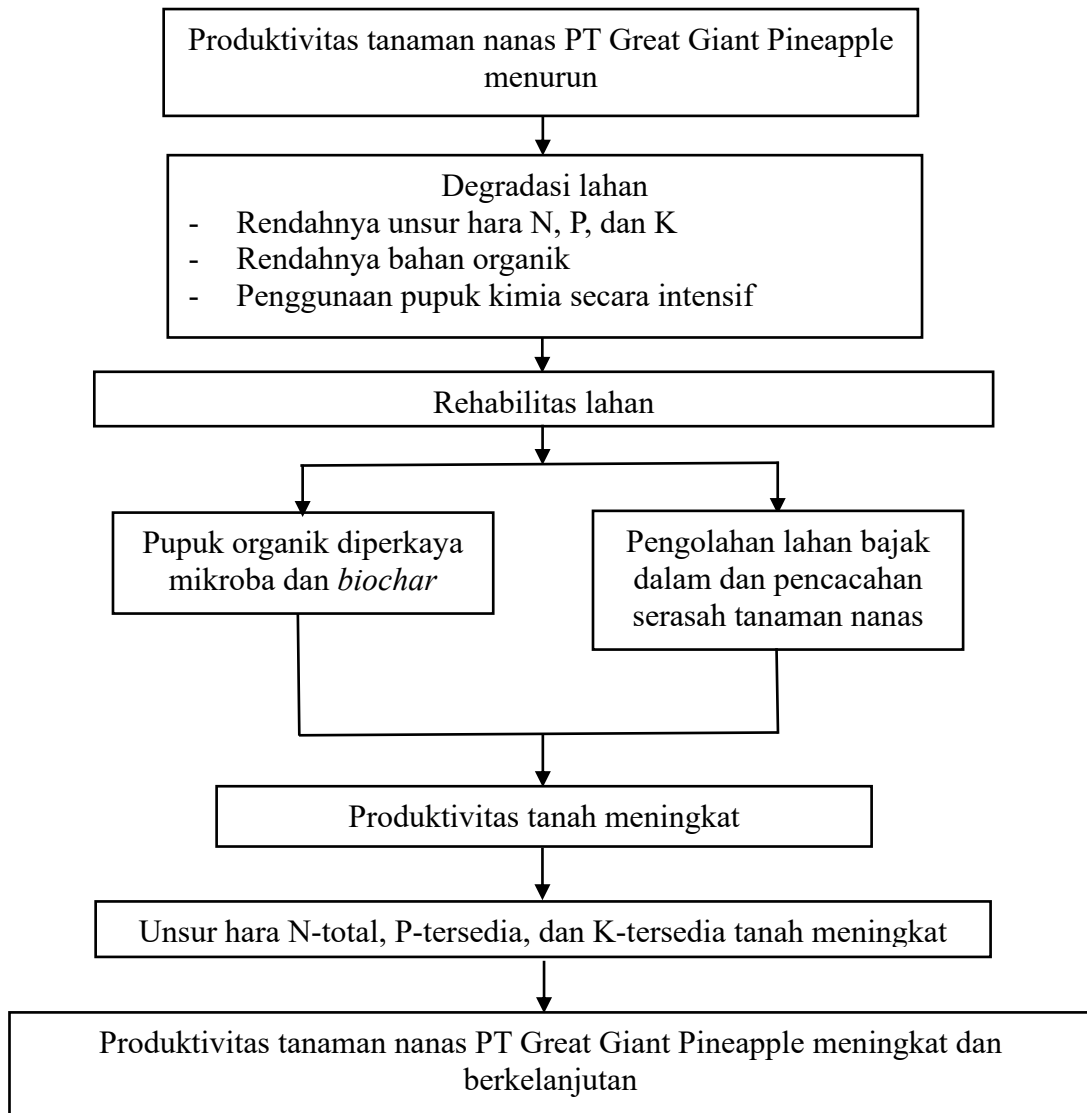 Produktivitas tanaman nanas PT Great Giant Pineapple
menurun
Degradasi lahan
- Rendahnya unsur hara N, P, dan K
- Rendahnya bahan organik
- Penggunaan pupuk kimia secara intensif
Rehabilitas lahan
Pupuk organik diperkaya
mikroba dan biochar
Pengolahan lahan bajak
dalam dan pencacahan
serasah tanaman nanas
Produktivitas tanah meningkat
Unsur hara N-total, P-tersedia, dan K-tersedia tanah meningkat
Produktivitas tanaman nanas PT Great Giant Pineapple meningkat dan
berkelanjutan